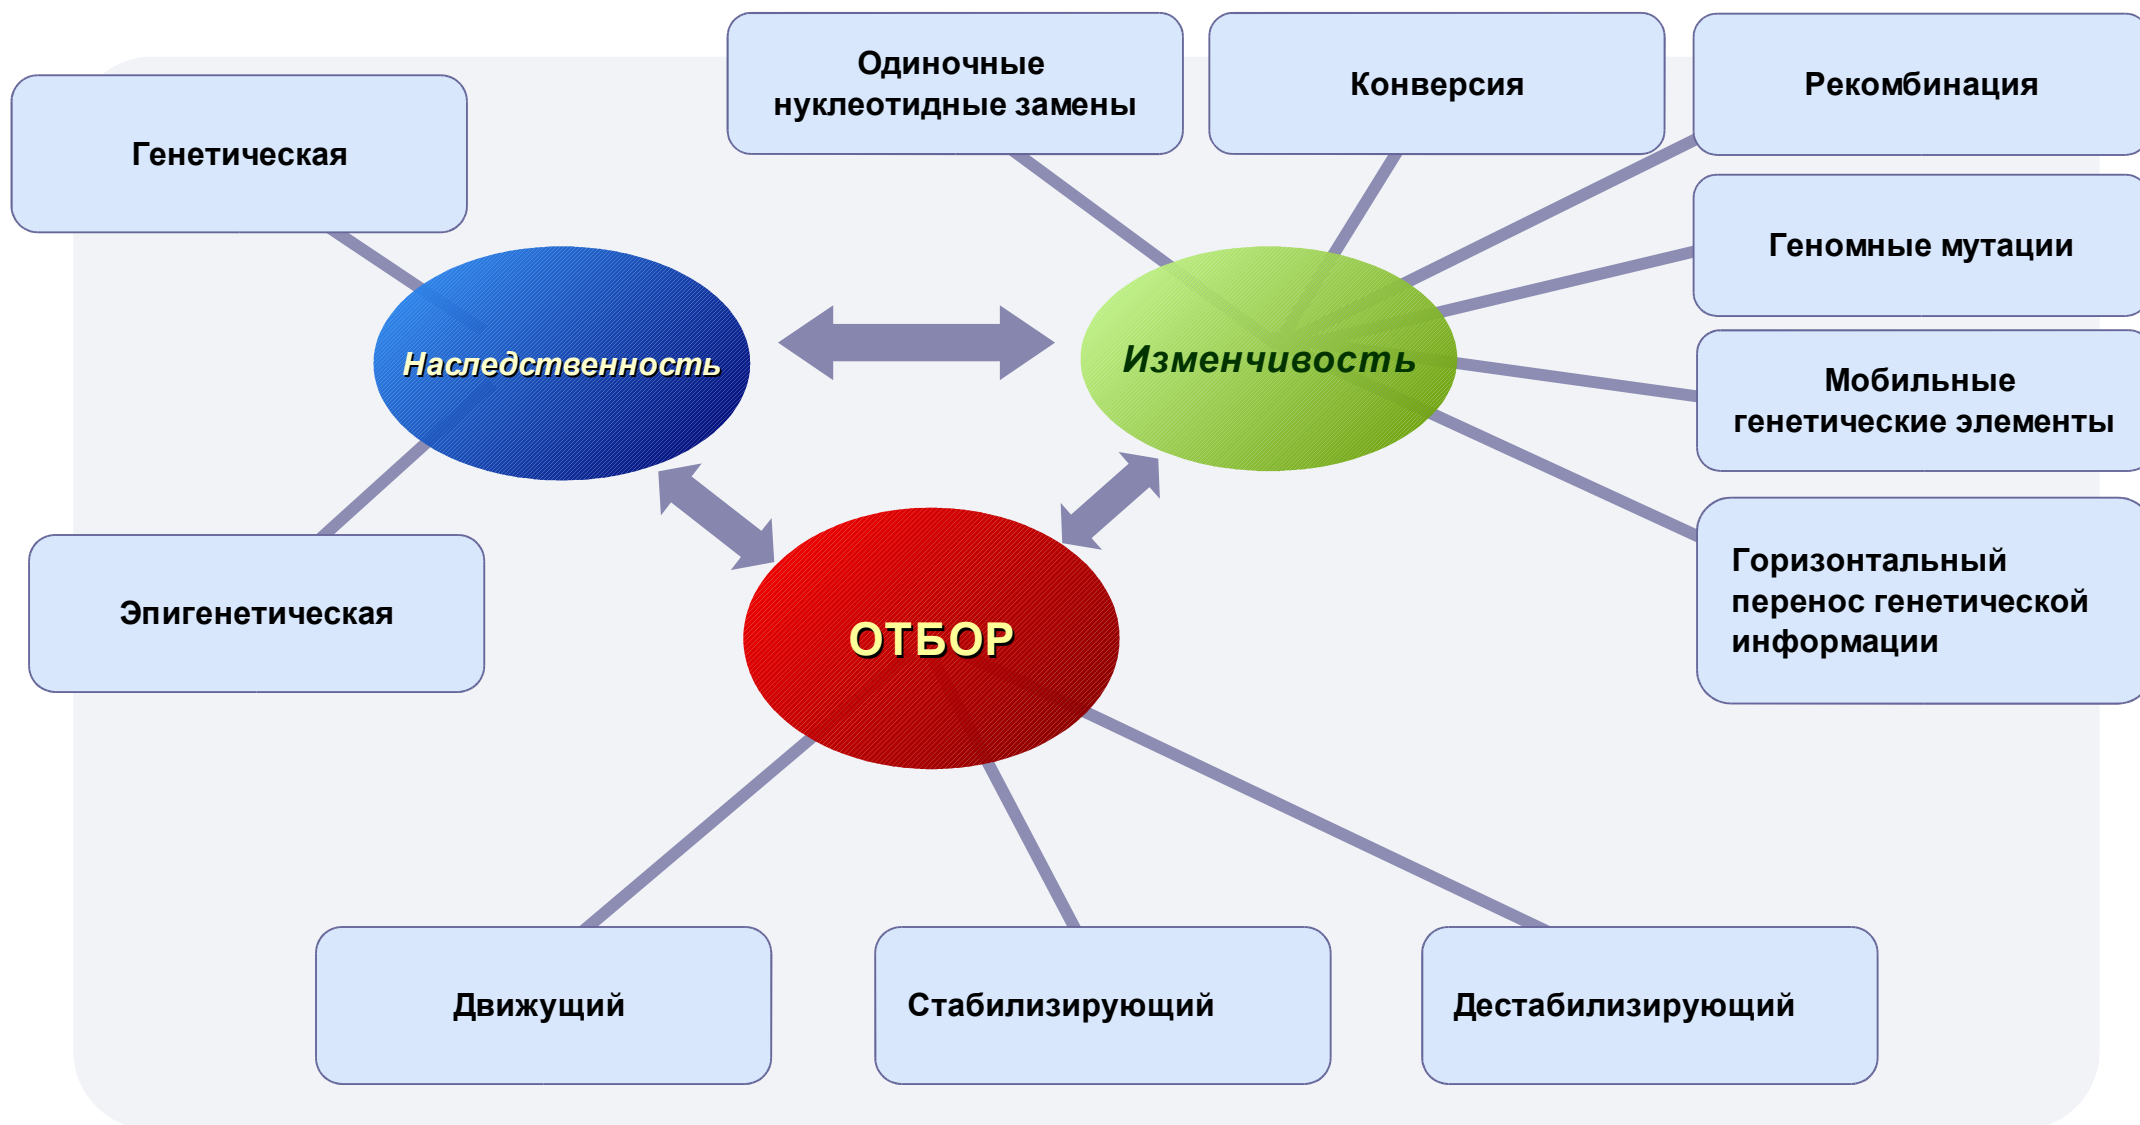 Одиночные
нуклеотидные замены
Конверсия
Рекомбинация
Генетическая
Геномные мутации
Наследственность
Изменчивость
Мобильные
генетические элементы
Горизонтальный
перенос генетической
информации
Эпигенетическая
ОТБОР
Движущий
Стабилизирующий
Дестабилизирующий